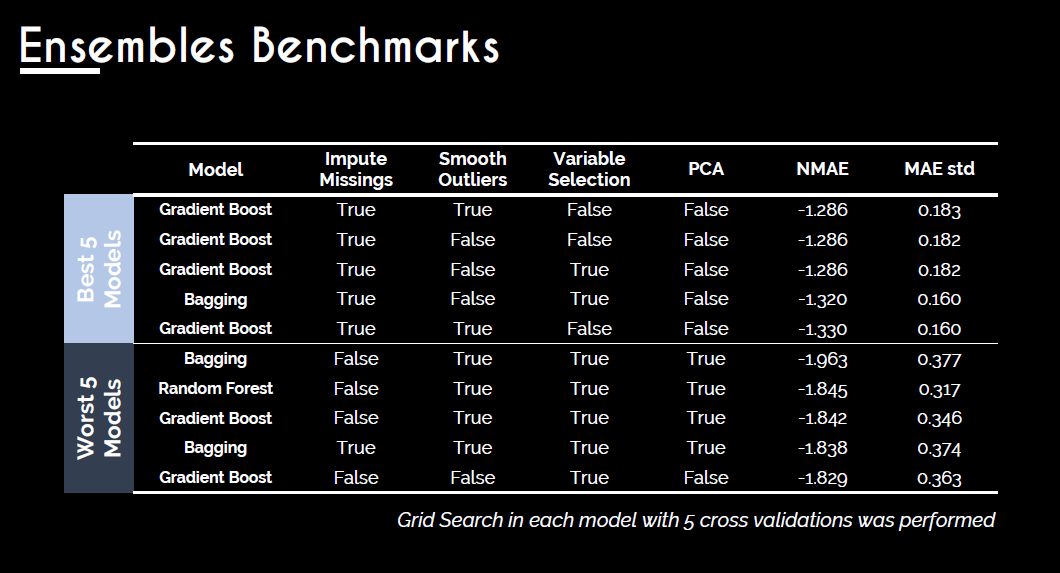 Ensembles Benchmarks
Model Impute Missings Smooth Outliers Variable Selection PCA NMAE MAE std
Best 5 Models
Gradient Boost True True False False -1.286 0.183
Gradient Boost True False False False -1.286 0.182
Gradient Boost True False True False -1.286 0.182
Bagging True False True False -1.320 0.160
Gradient Boost True True False False -1.330 0.160
Worst 5 Models
Bagging False True True True -1.963 0.377
Random Forest False True True True -1.845 0.317
Gradient Boost False True True True -1.842 0.346
Bagging True True True True -1.838 0.374
Gradient Boost False False True False -1.829 0.363
Grid Search in each model with 5 cross validations was performed